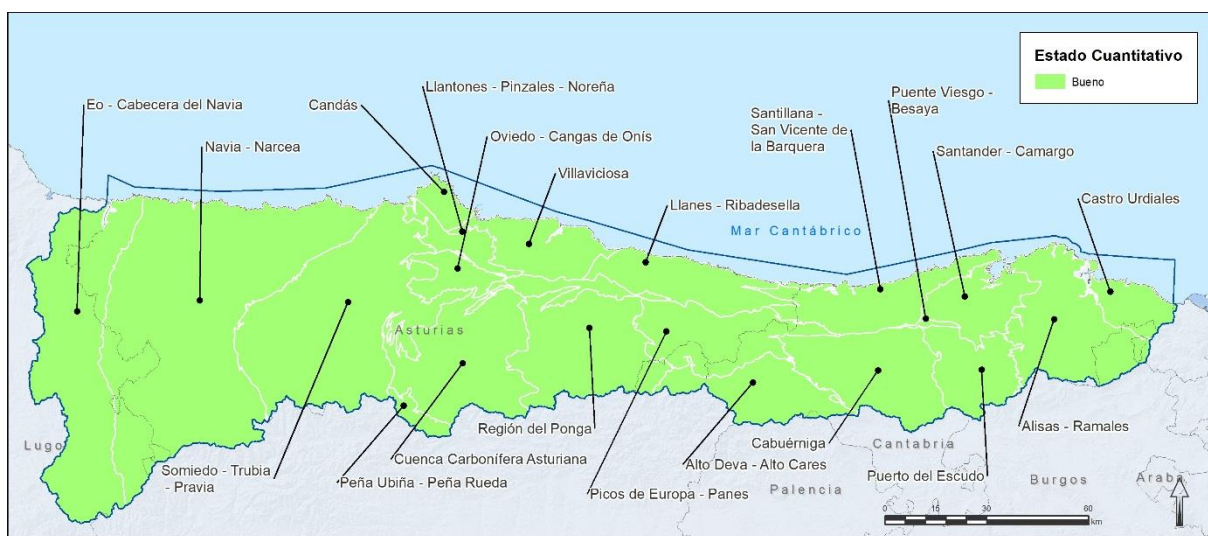 Estado Cuantitativo
Bueno
Llantones - Pinzales - Noreña
Puente Viesgo -
Besaya
Eo - Cabecera del Navia
Candás
Santillana -
San Vicente de
la Barquera
Oviedo - Cangas de Onís
Navia - Narcea
Santander - Camargo
Villaviciosa
Castro Urdiales
Llanes - Ribadesella
Mar Cantábrico
Asturias
Lugo
Región del Ponga
Cabuérniga
Cantabria
Alisas - Ramales
Cuenca Carbonífera Asturiana
Alto Deva - Alto Cares
Somiedo - Trubia
- Pravia
Peña Ubiña - Peña Rueda
Puerto del Escudo
Burgos
Araba
Picos de Europa - Panes
Palencia
0 15 30 60
km